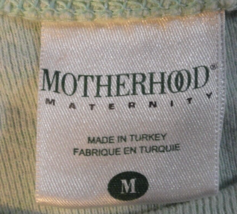 MOTHERHOOD®
MATERNITY
MADE IN TURKEY
FABRIQUE EN TURQUIE
M